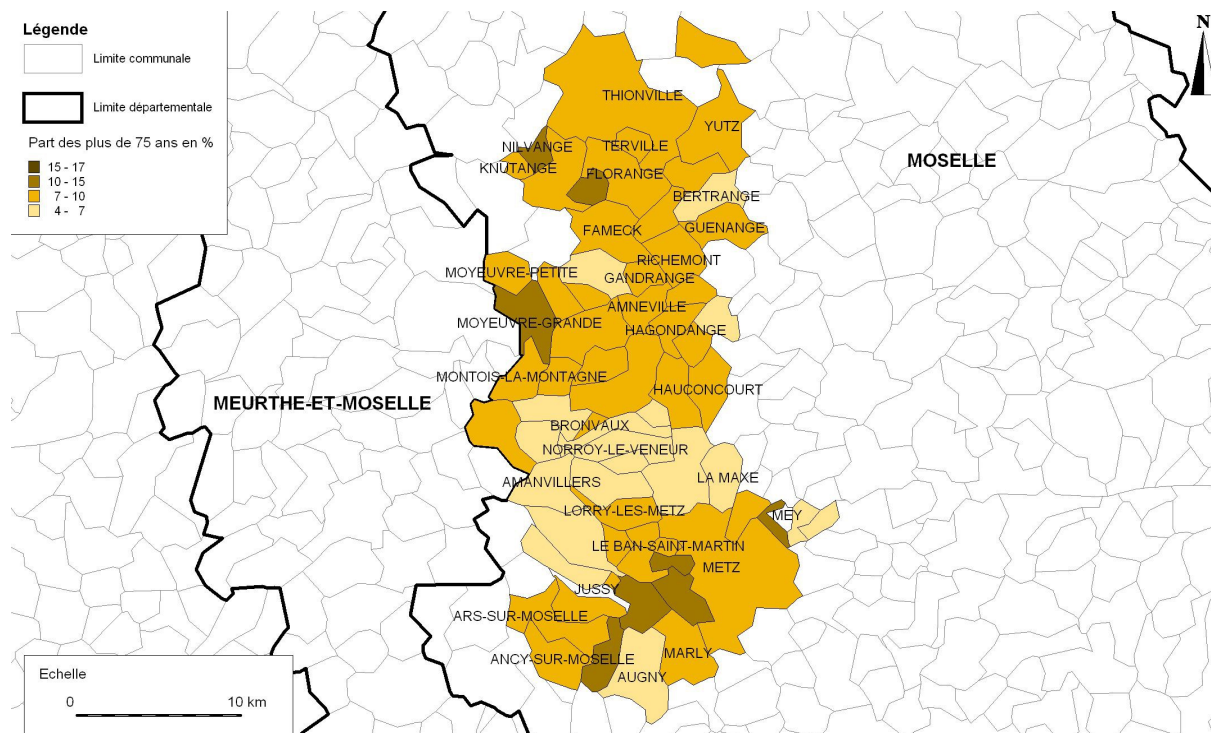 Légende
Limite communale
Limite départementale
Part des plus de 75 ans en %
15 - 17
10 - 15
7 - 10
4 - 7
N
THIONVILLE
YUTZ
NILVANGE
TERVILLE
MOSELLE
KNUTANGE
FLORANGE
BERTRANGE
FAMECK
GUENANGE
RICHEMONT
MOYEUVRE-PETITE
GANDRANGE
AMNEVILLE
MOYEUVRE-GRANDE
HAGONDANGE
MONTOIS-LA-MONTAGNE
HAUCONCOURT
MEURTHE-ET-MOSELLE
BRONVAUX
NORROY-LE-VENEUR
AMANVILLERS
LA MAXE
LORRY-LES-METZ
MEY
LE BAN-SAINT-MARTIN
METZ
JUSSY
ARS-SUR-MOSELLE
ANCY-SUR-MOSELLE
MARLY
AUGNY
Echelle
0 10 km